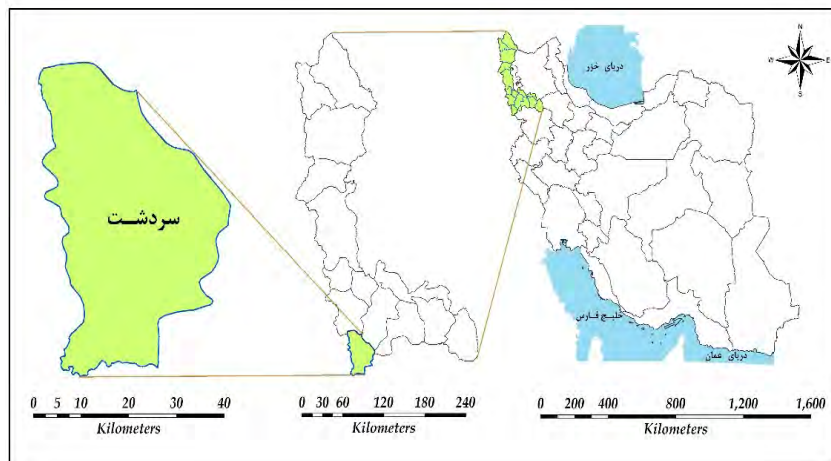 N
W E
S
دریای خزر
سردشت
خلیج فارس
دریای عمان
0 5 10 20 30 40
Kilometers
0 30 60 120 180 240
Kilometers
0 200 400 800 1,200 1,600
Kilometers